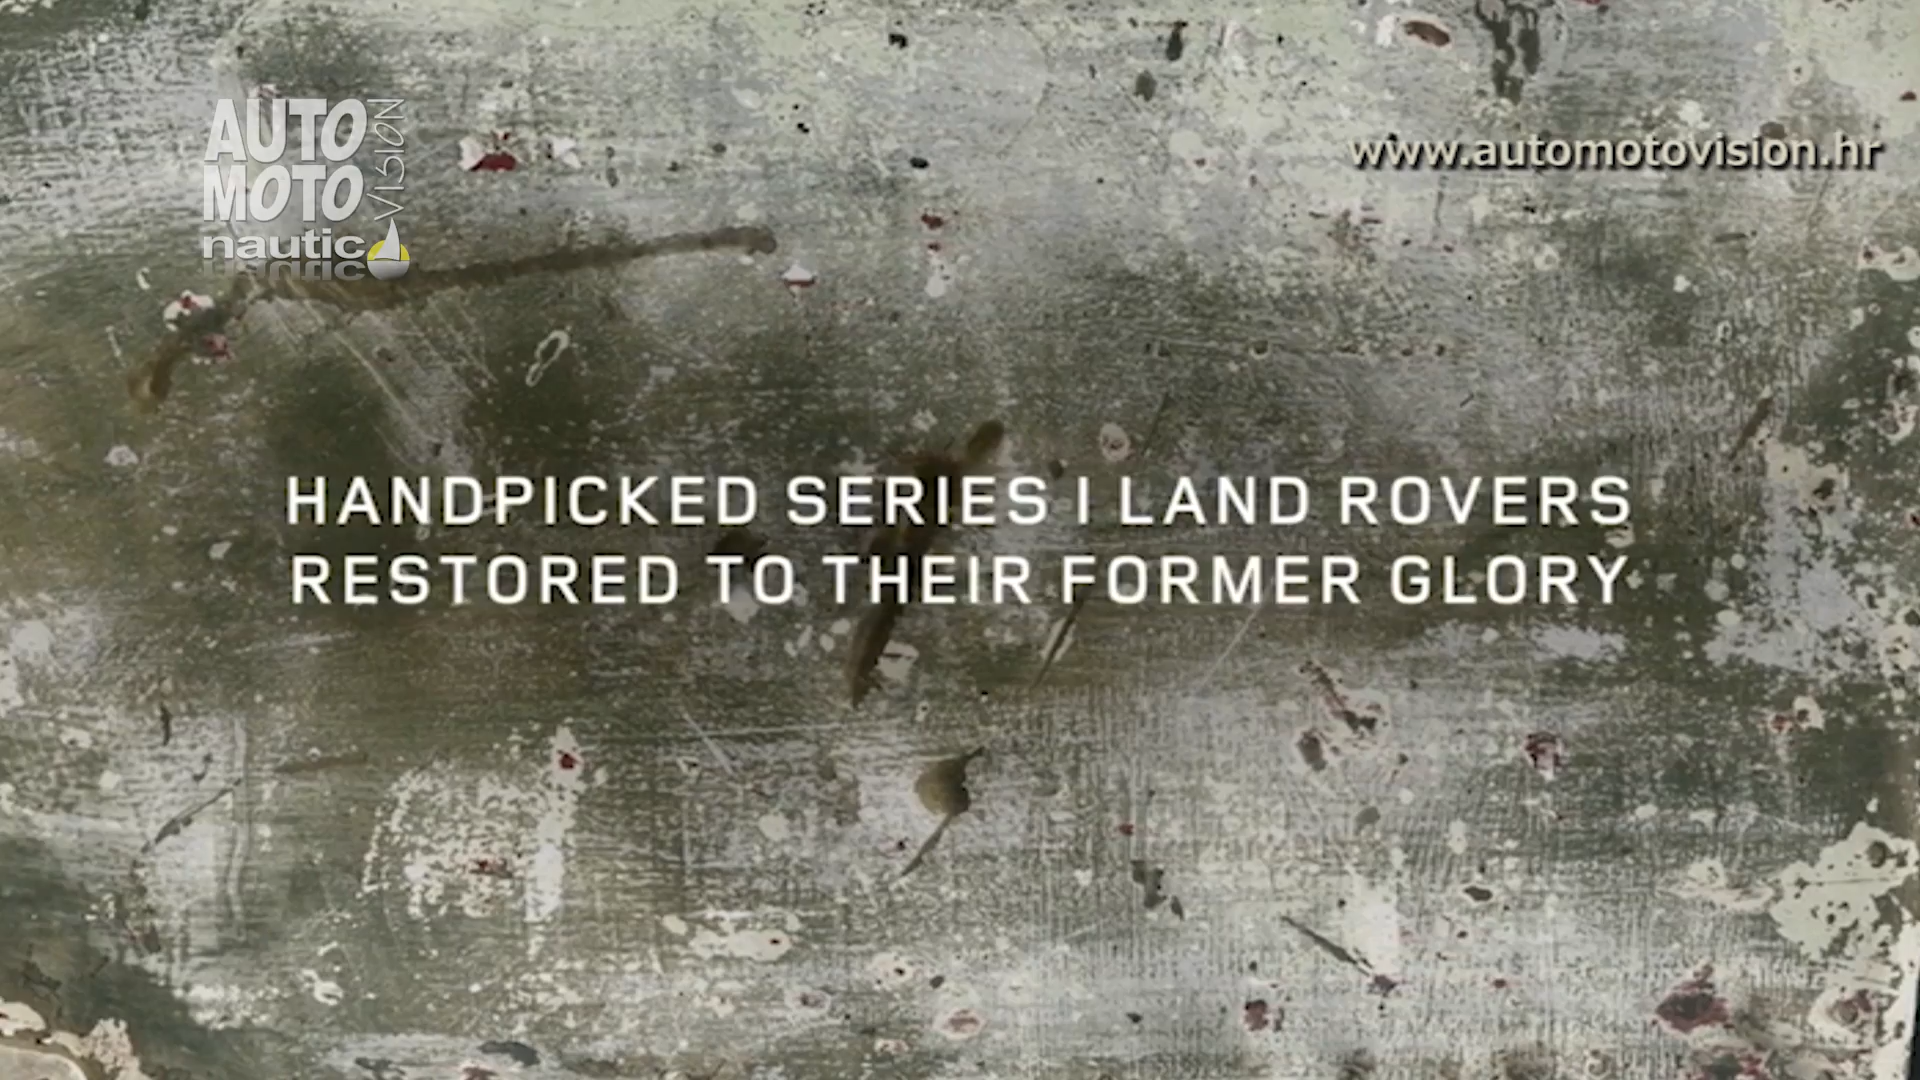 AUTO
MOTO
VISION
nautic
www.automotovision.hr
HANDPICKED SERIES I LAND ROVERS
RESTORED TO THEIR FORMER GLORY